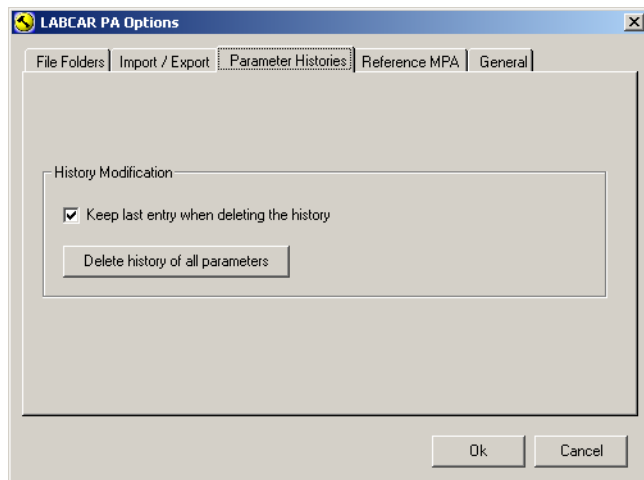 LABCAR PA Options
File Folders Import / Export Parameter Histories Reference MPA General
History Modification
Keep last entry when deleting the history
Delete history of all parameters
Ok Cancel